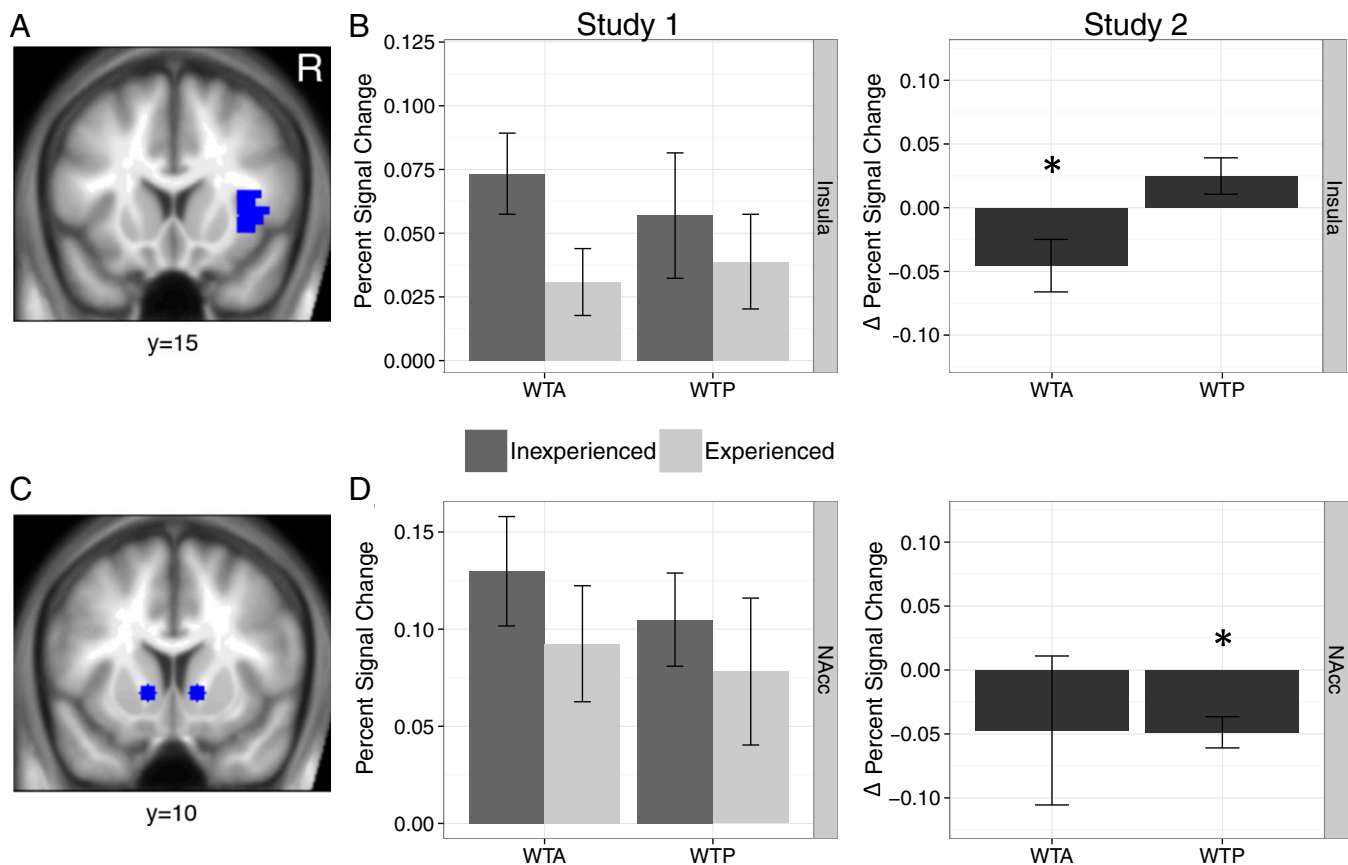 A
R
y=15
B
Study 1
Percent Signal Change
0.125
0.100
0.075
0.050
0.025
0.000
WTA
WTP
Insula
Study 2
Δ Percent Signal Change
0.10
0.05
0.00
−0.05
−0.10
*
WTA
WTP
Insula
Inexperienced
Experienced
C
y=10
D
Percent Signal Change
0.15
0.10
0.05
0.00
WTA
WTP
NAcc
Δ Percent Signal Change
0.10
0.05
0.00
−0.05
−0.10
*
WTA
WTP
NAcc